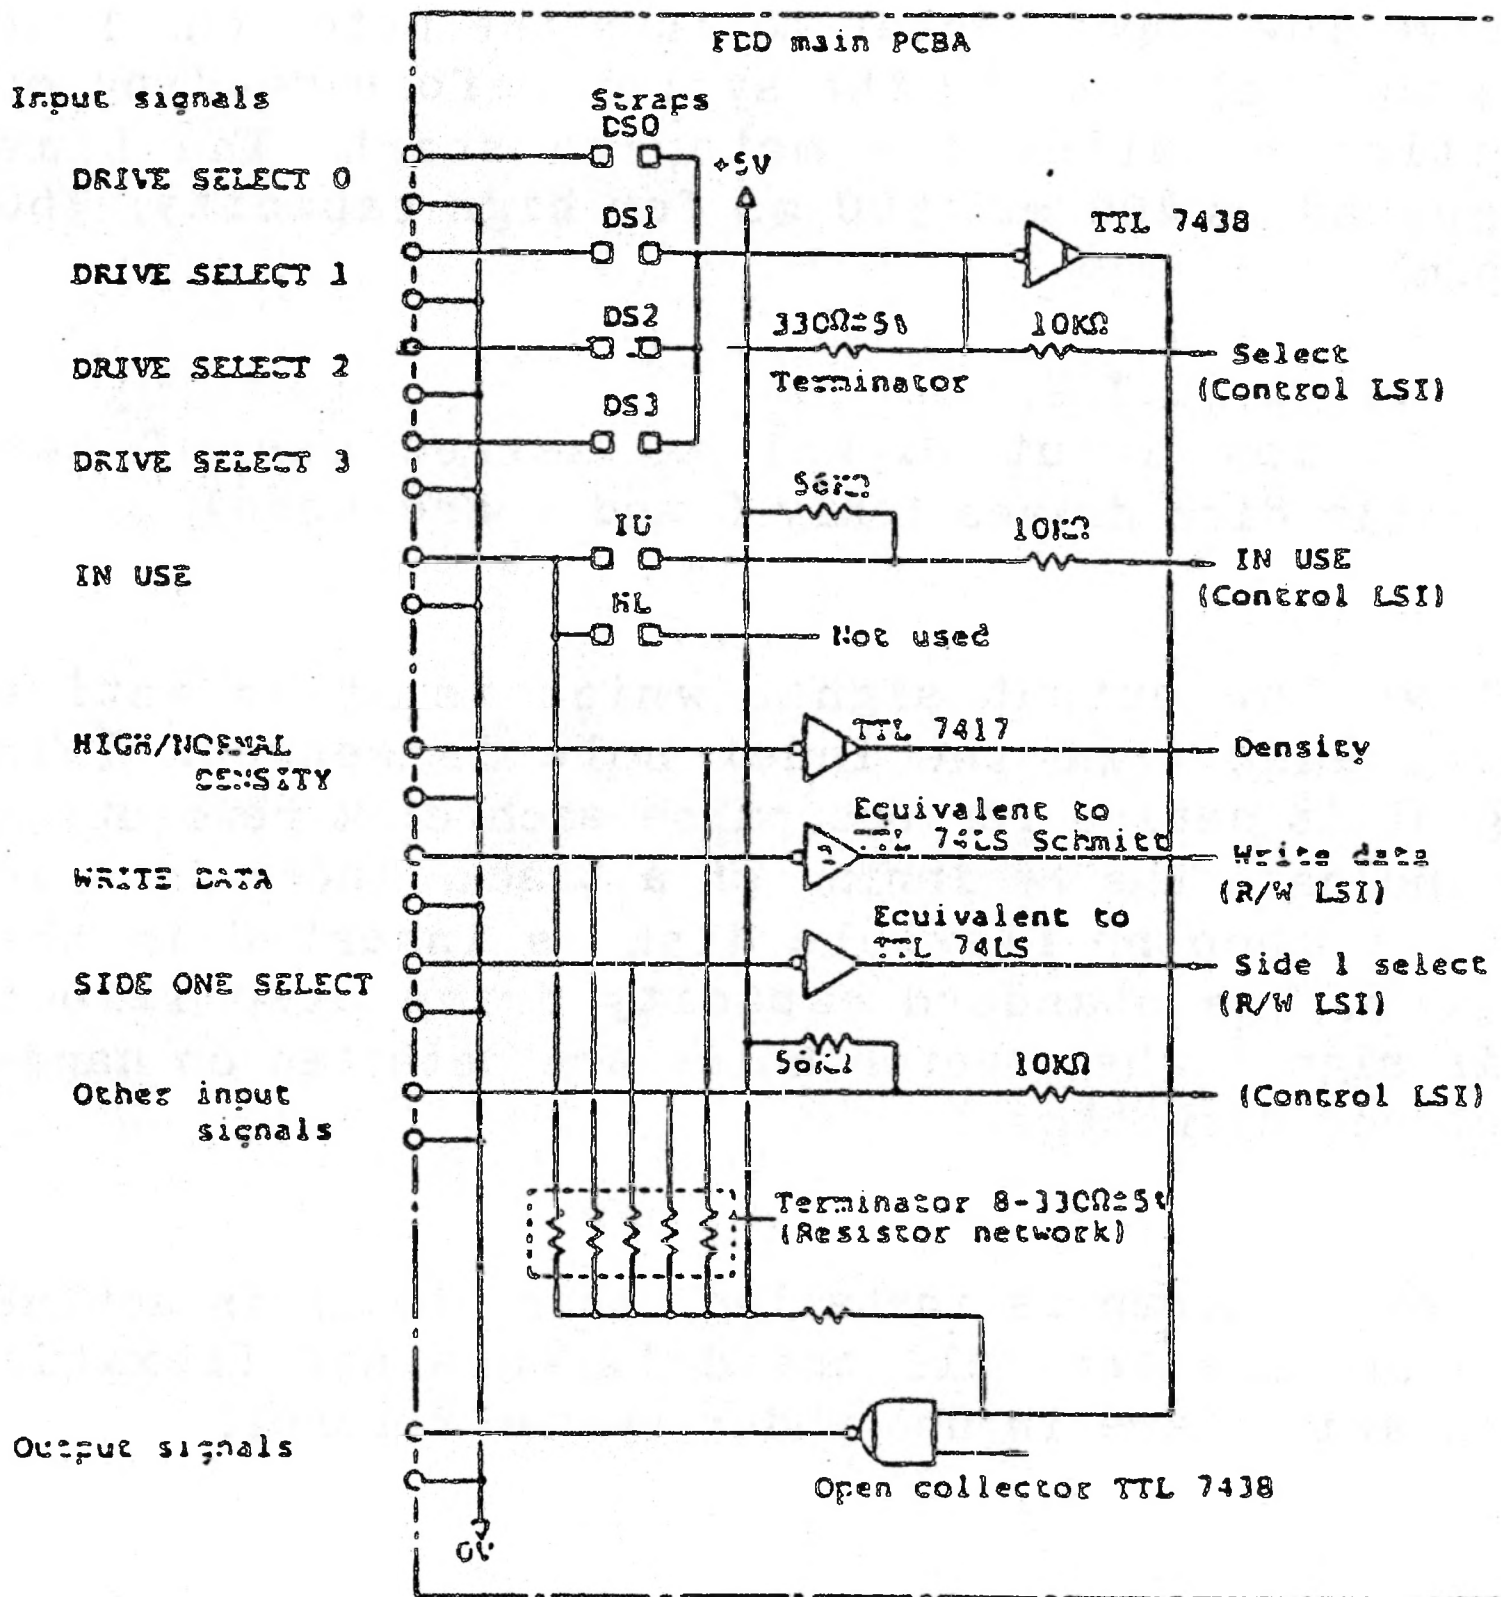 FDD main PCBA
Input signals
Straps
DS0
+5V
DRIVE SELECT 0
DS1
TTL 7438
DRIVE SELECT 1
DS2
330Ω±5%
10KΩ
DRIVE SELECT 2
Terminator
Select
(Control LSI)
DS3
DRIVE SELECT 3
56KΩ
IU
10KΩ
IN USE
IN USE
(Control LSI)
HL
Not used
HIGH/NORMAL
DENSITY
TTL 7417
Density
Equivalent to
TTL 74LS Schmitt
WRITE DATA
Write data
(R/W LSI)
Equivalent to
TTL 74LS
SIDE ONE SELECT
Side 1 select
(R/W LSI)
56KΩ
10KΩ
Other input
signals
(Control LSI)
Terminator 8-330Ω±5%
(Resistor network)
Output signals
Open collector TTL 7438
0V